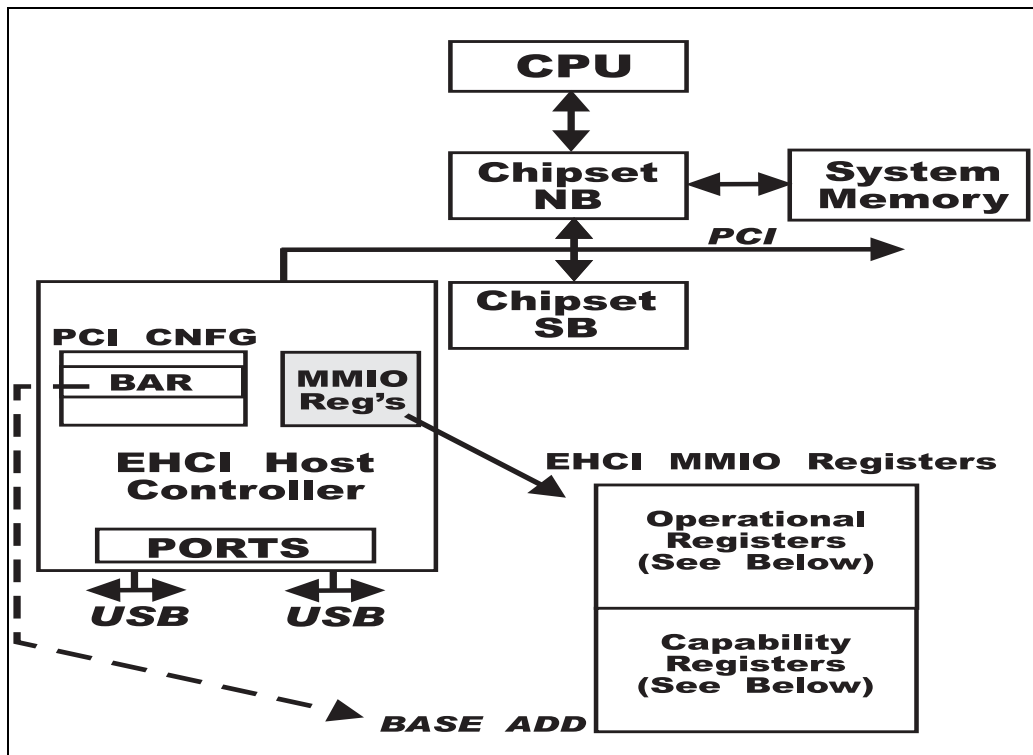 CPU
Chipset
NB
System
Memory
PCI
Chipset
SB
PCI CNFG
BAR
MMIO
Reg's
EHCI Host
Controller
PORTS
USB
USB
EHCI MMIO Registers
Operational
Registers
(See Below)
Capability
Registers
(See Below)
BASE ADD